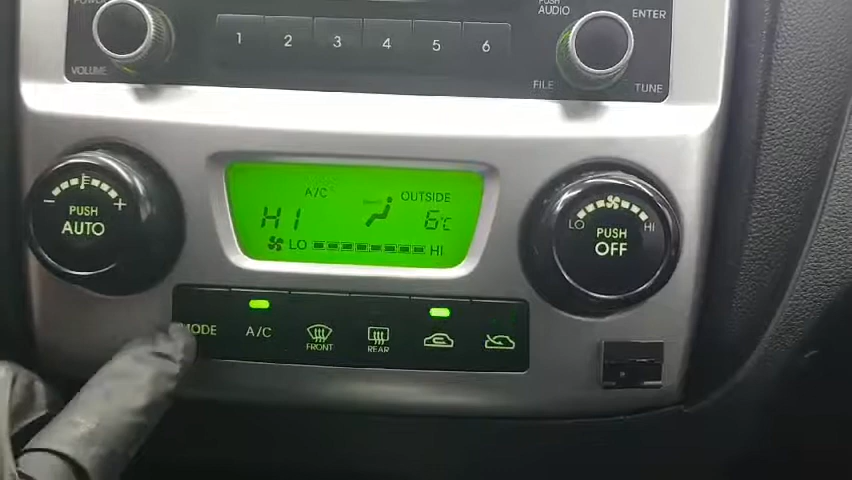 POWER
PUSH
AUDIO
ENTER
1 2 3 4 5 6
VOLUME
FILE
TUNE
A/C
OUTSIDE
HI
6°C
LO
HI
- +
PUSH
AUTO
LO
HI
PUSH
OFF
MODE
A/C
FRONT
REAR